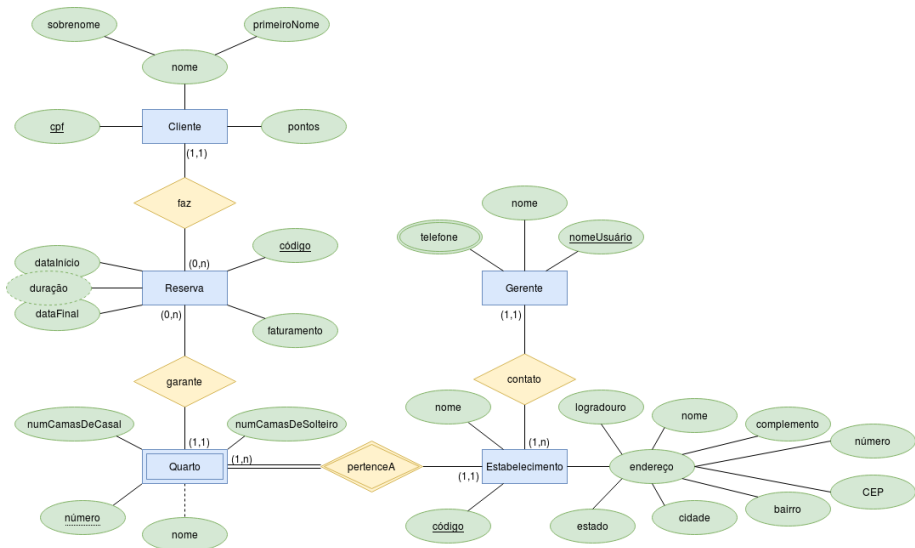 sobrenome
primeiroNome
nome
cpf
Cliente
pontos
(1,1)
faz
nome
telefone
nomeUsuário
código
(0,n)
dataInício
duração
Reserva
Gerente
dataFinal
(0,n)
faturamento
(1,1)
garante
contato
nome
logradouro
nome
complemento
numCamasDeCasal
numCamasDeSolteiro
número
(1,1)
(1,n)
(1,n)
Quarto
pertenceA
(1,1)
Estabelecimento
endereço
CEP
número
código
estado
cidade
bairro
nome